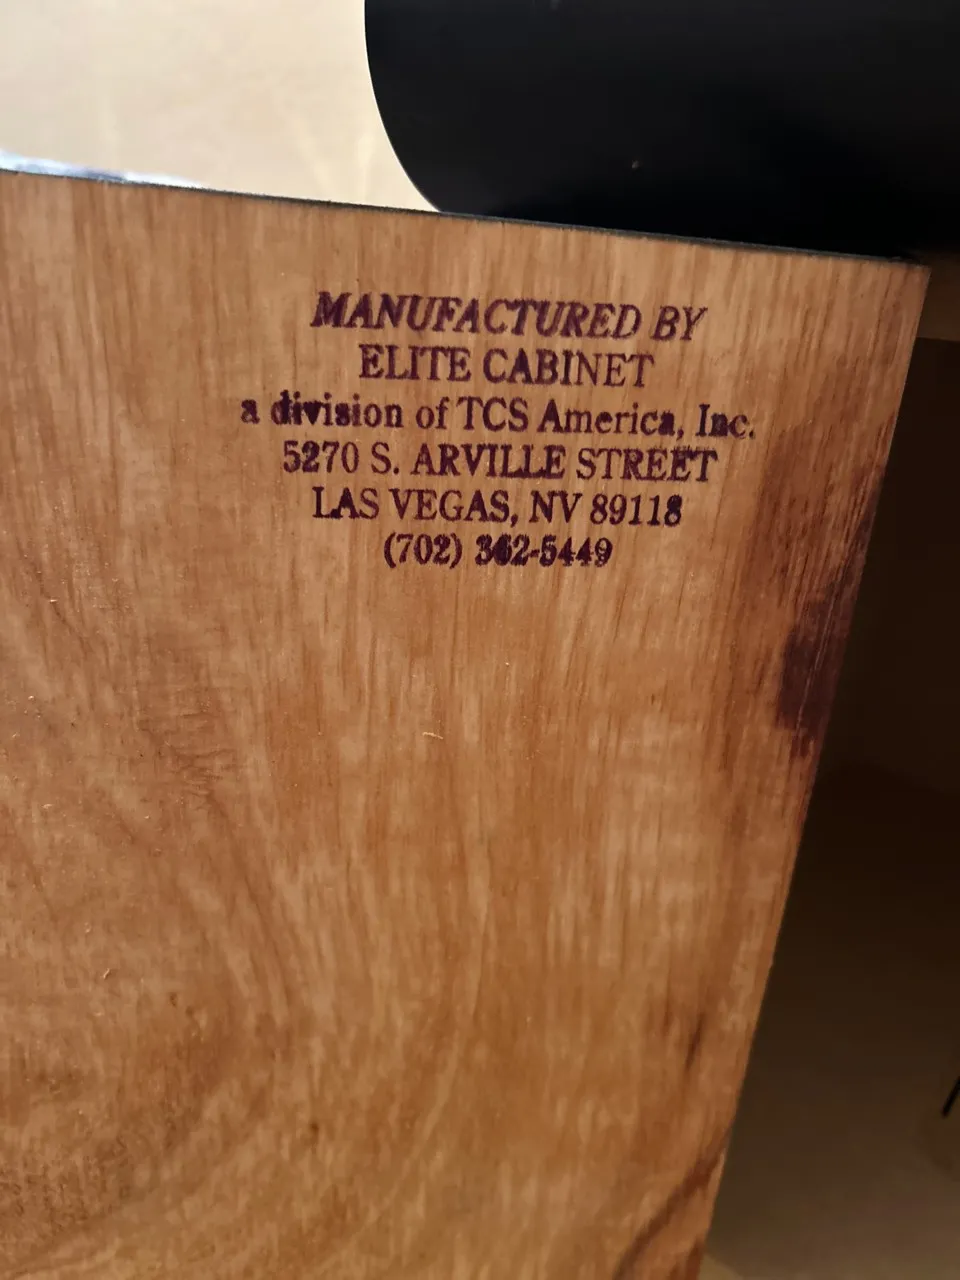 MANUFACTURED BY
ELITE CABINET
a division of TCS America, Inc.
5270 S. ARVILLE STREET
LAS VEGAS, NV 89118
(702) 362-5449